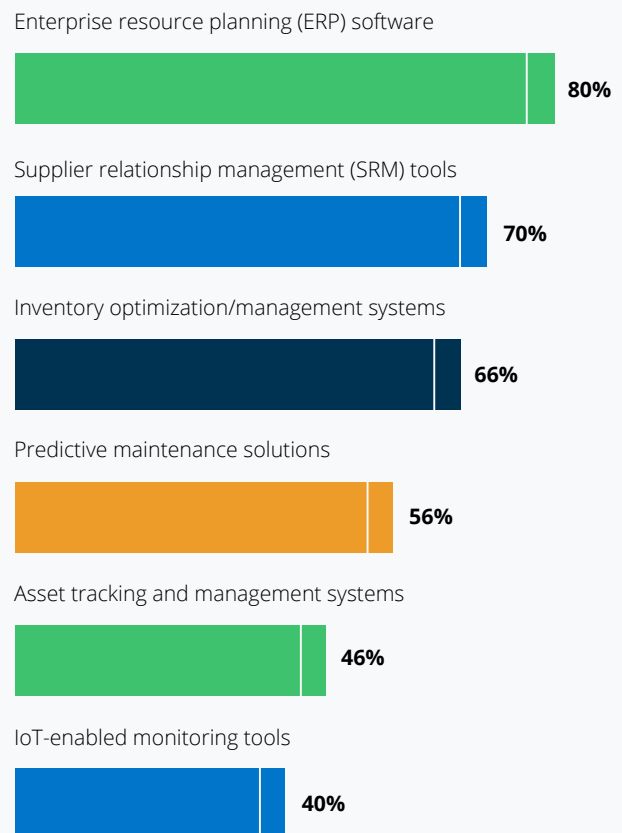 Enterprise resource planning (ERP) software
80%
Supplier relationship management (SRM) tools
70%
Inventory optimization/management systems
66%
Predictive maintenance solutions
56%
Asset tracking and management systems
46%
IoT-enabled monitoring tools
40%